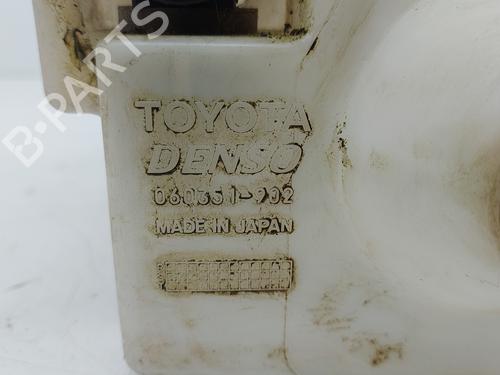 B-PARTS
TOYOTA
DENSO
060351-902
MADE IN JAPAN